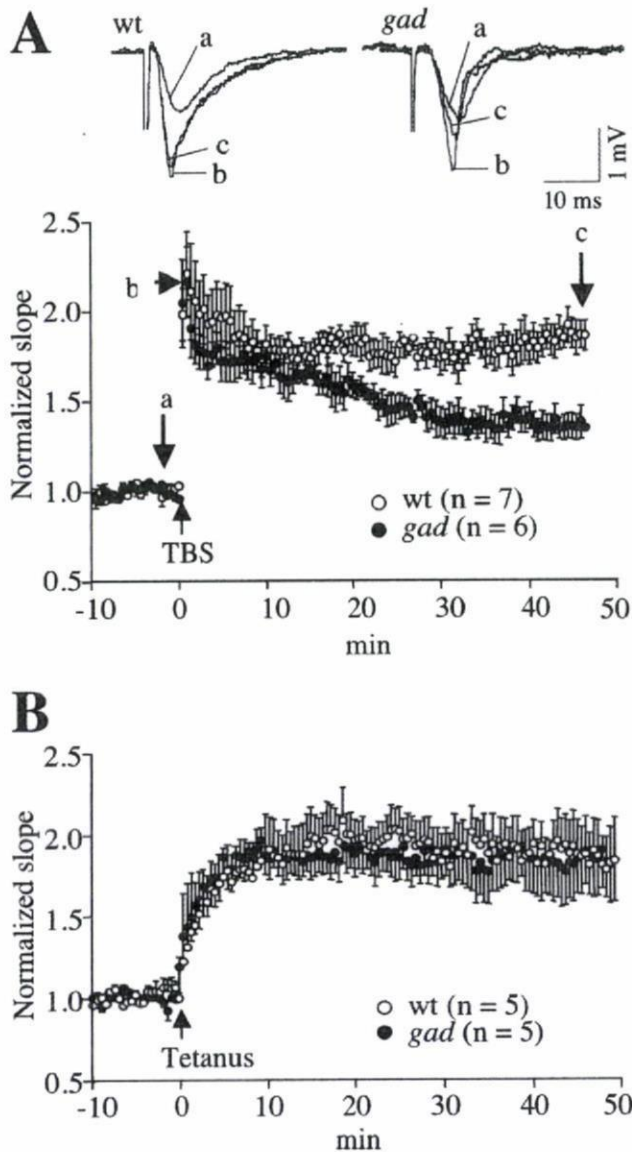 A
wt
gad
a
a
c
c
b
b
1 mV
10 ms
2.5
c
b
2.0
Normalized slope
1.5
a
1.0
wt (n = 7)
gad (n = 6)
TBS
0.5
-10 0 10 20 30 40 50
min
B
2.5
2.0
Normalized slope
1.5
1.0
wt (n = 5)
gad (n = 5)
Tetanus
0.5
-10 0 10 20 30 40 50
min